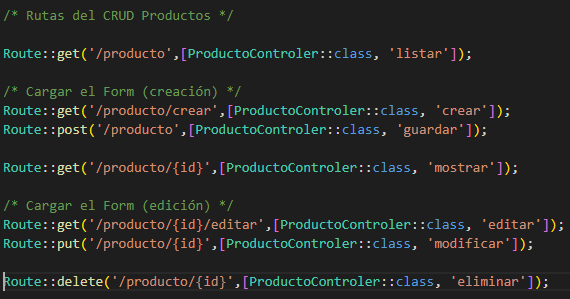 /* Rutas del CRUD Productos */
Route::get('/producto',[ProductoControler::class, 'listar']);
/* Cargar el Form (creación) */
Route::get('/producto/crear',[ProductoControler::class, 'crear']);
Route::post('/producto',[ProductoControler::class, 'guardar']);
Route::get('/producto/{id}',[ProductoControler::class, 'mostrar']);
/* Cargar el Form (edición) */
Route::get('/producto/{id}/editar',[ProductoControler::class, 'editar']);
Route::put('/producto/{id}',[ProductoControler::class, 'modificar']);
Route::delete('/producto/{id}',[ProductoControler::class, 'eliminar']);